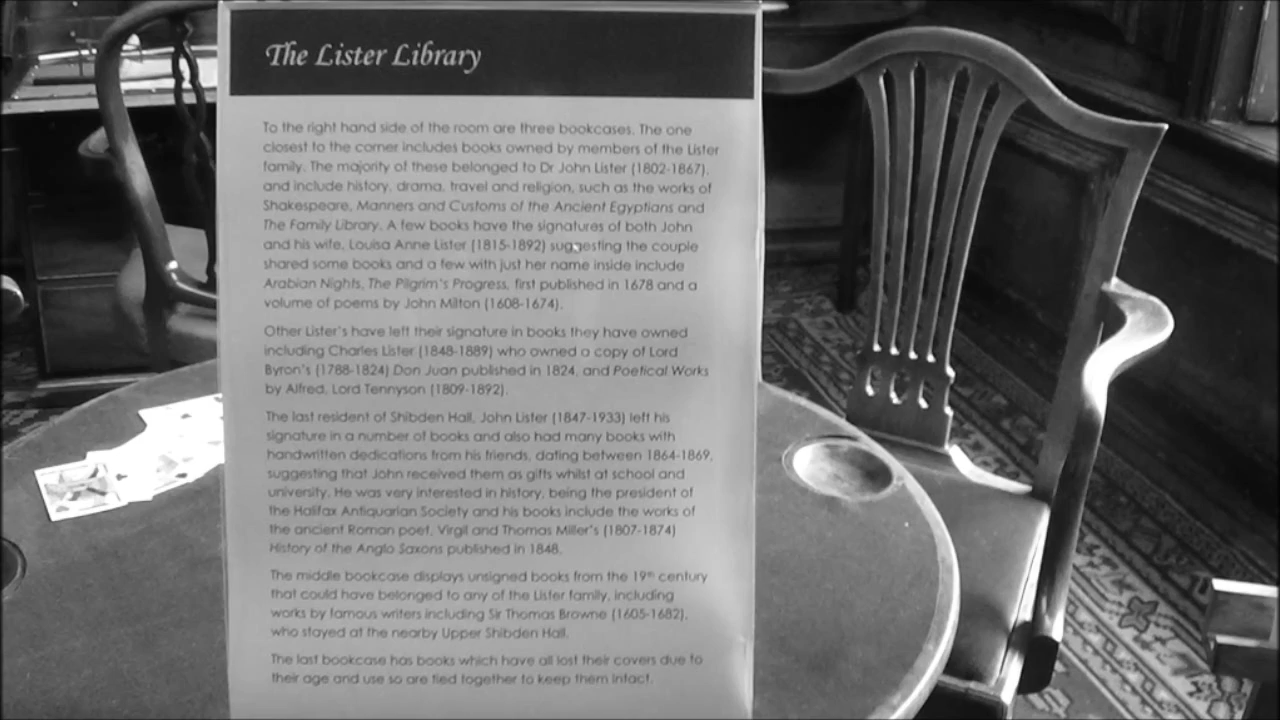 The Lister Library
To the right hand side of the room are three bookcases. The one
closest to the corner includes books owned by members of the Lister
family. The majority of these belonged to Dr John Lister (1802-1867),
and include history, drama, travel and religion, such as the works of
Shakespeare, Manners and Customs of the Ancient Egyptians and
The Family Library. A few books have the signatures of both John
and his wife, Louisa Anne Lister (1815-1892) suggesting the couple
shared some books and a few with just her name inside include
Arabian Nights, The Pilgrim's Progress, first published in 1678 and a
volume of poems by John Milton (1608-1674).
Other Lister's have left their signature in books they have owned
including Charles Lister (1848-1889) who owned a copy of Lord
Byron's (1788-1824) Don Juan published in 1824, and Poetical Works
by Alfred, Lord Tennyson (1809-1892).
The last resident of Shibden Hall, John Lister (1847-1933) left his
signature in a number of books and also had many books with
handwritten dedications from his friends, dating between 1864-1869,
suggesting that John received them as gifts whilst at school and
university. He was very interested in history, being the president of
the Halifax Antiquarian Society and his books include the works of
the ancient Roman poet, Virgil and Thomas Miller's (1807-1874)
History of the Anglo Saxons published in 1848.
The middle bookcase displays unsigned books from the 19th century
that could have belonged to any of the Lister family, including
works by famous writers including Sir Thomas Browne (1605-1682),
who stayed at the nearby Upper Shibden Hall.
The last bookcase has books which have all lost their covers due to
their age and use so are tied together to keep them intact.